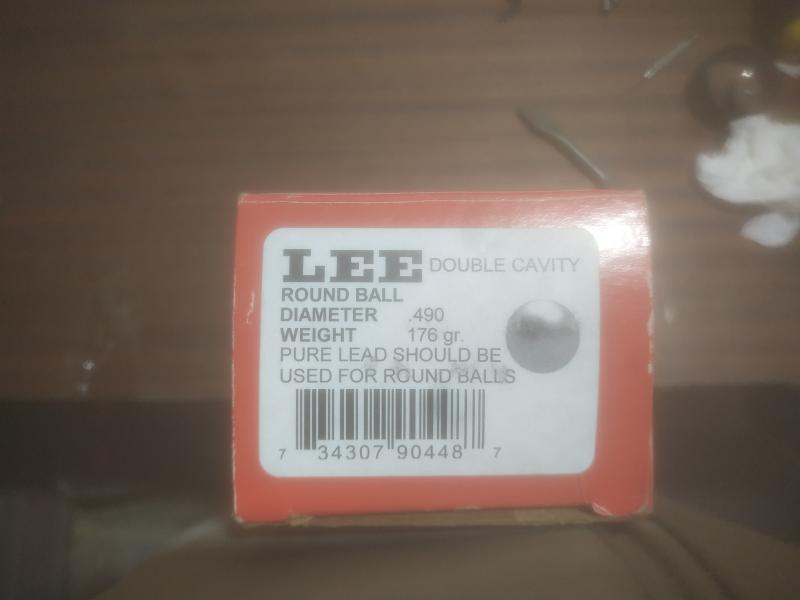 LEE DOUBLE CAVITY
ROUND BALL
DIAMETER .490
WEIGHT 176 gr.
PURE LEAD SHOULD BE
USED FOR ROUND BALLS
7 34307 90448 7